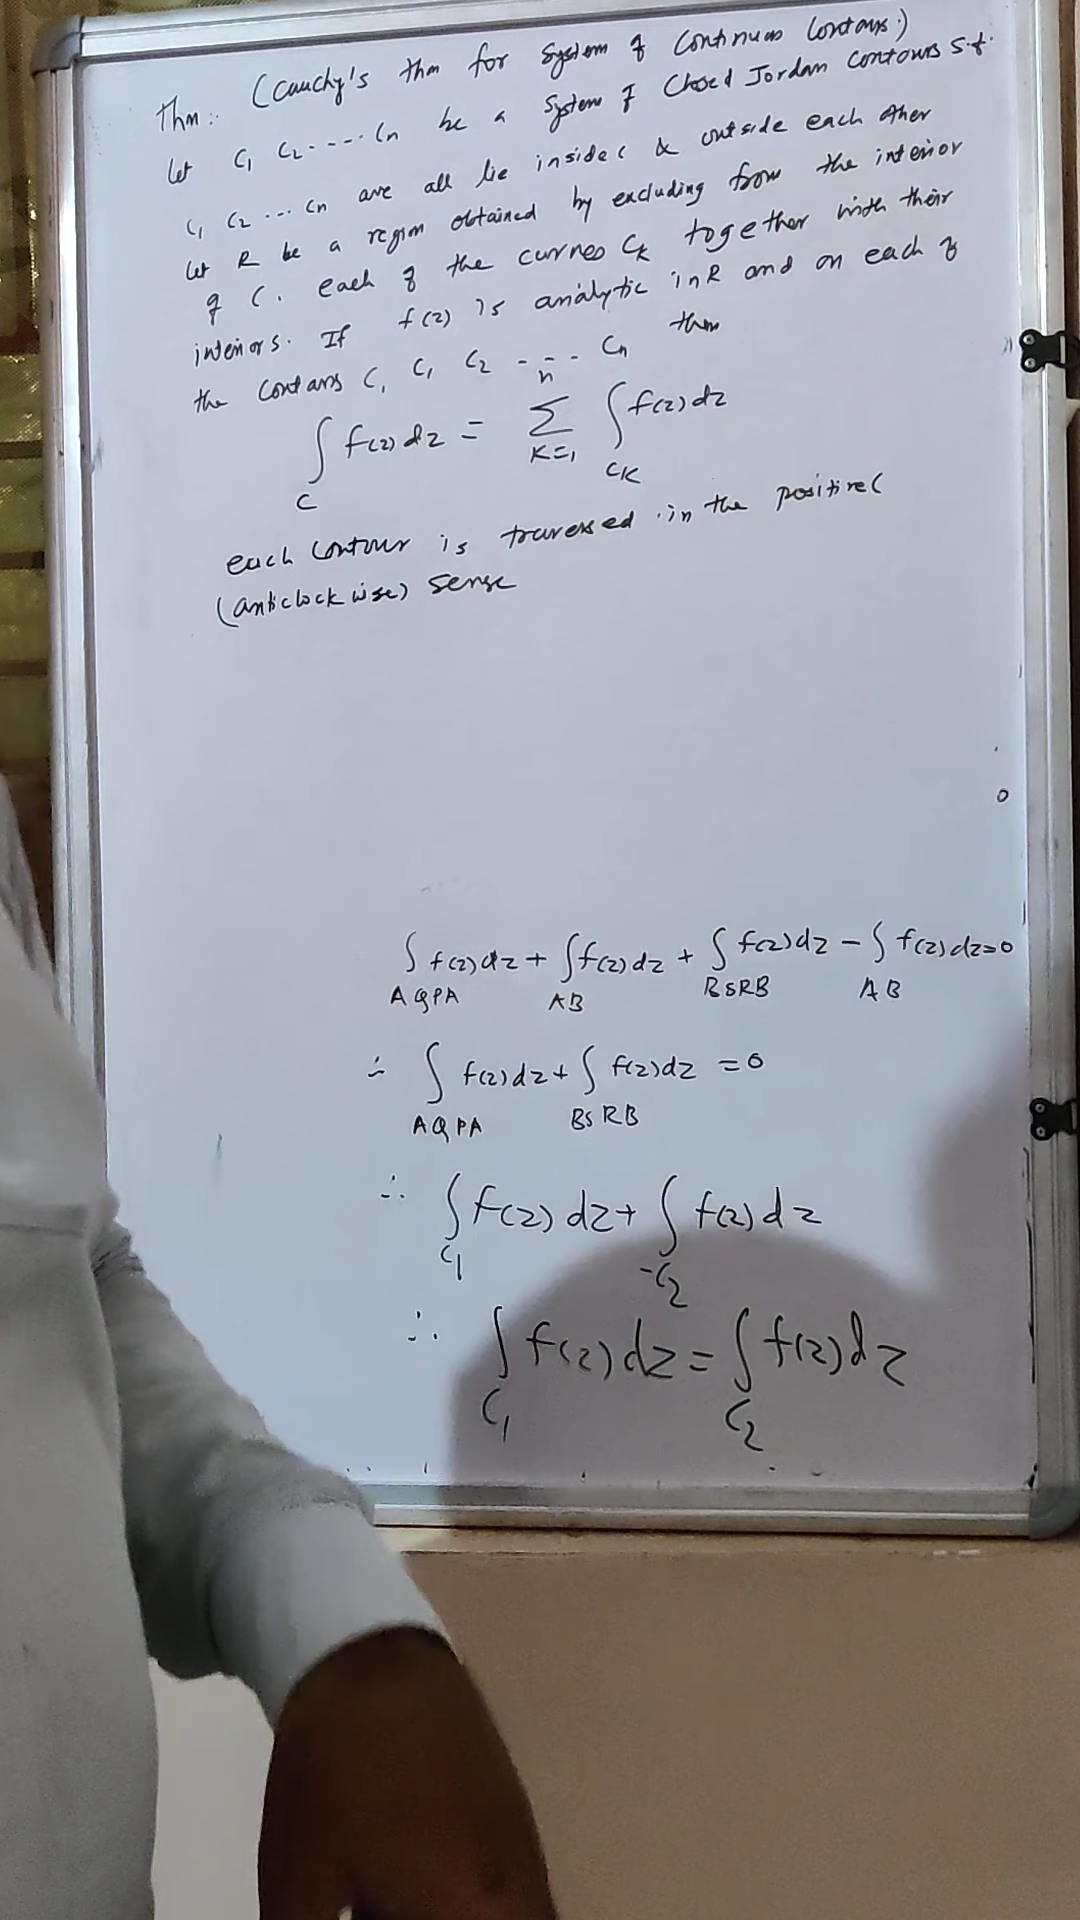 Thm:- (Cauchy's thm for system of Continuos Contours.)
Let C1 C2 ..... Cn be a system of Closed Jordan contours s.t.
C1 C2 ... Cn are all lie inside C & outside each other
Let R be a region obtained by excluding from the interior
of C. each of the curves Ck together with their
interiors. If f(z) is analytic in R and on each of
the Contours C, C1 C2 ---- Cn then
∫_C f(z) dz = ∑_{K=1}^{n} ∫_{CK} f(z) dz
each Contour is traversed in the positive (
(anticlockwise) sense
∫_{AQPA} f(z) dz + ∫_{AB} f(z) dz + ∫_{BSRB} f(z) dz - ∫_{AB} f(z) dz = 0
∴ ∫_{AQPA} f(z) dz + ∫_{BSRB} f(z) dz = 0
∴ ∫_{C1} f(z) dz + ∫_{-C2} f(z) dz
∴ ∫_{C1} f(z) dz = ∫_{C2} f(z) dz